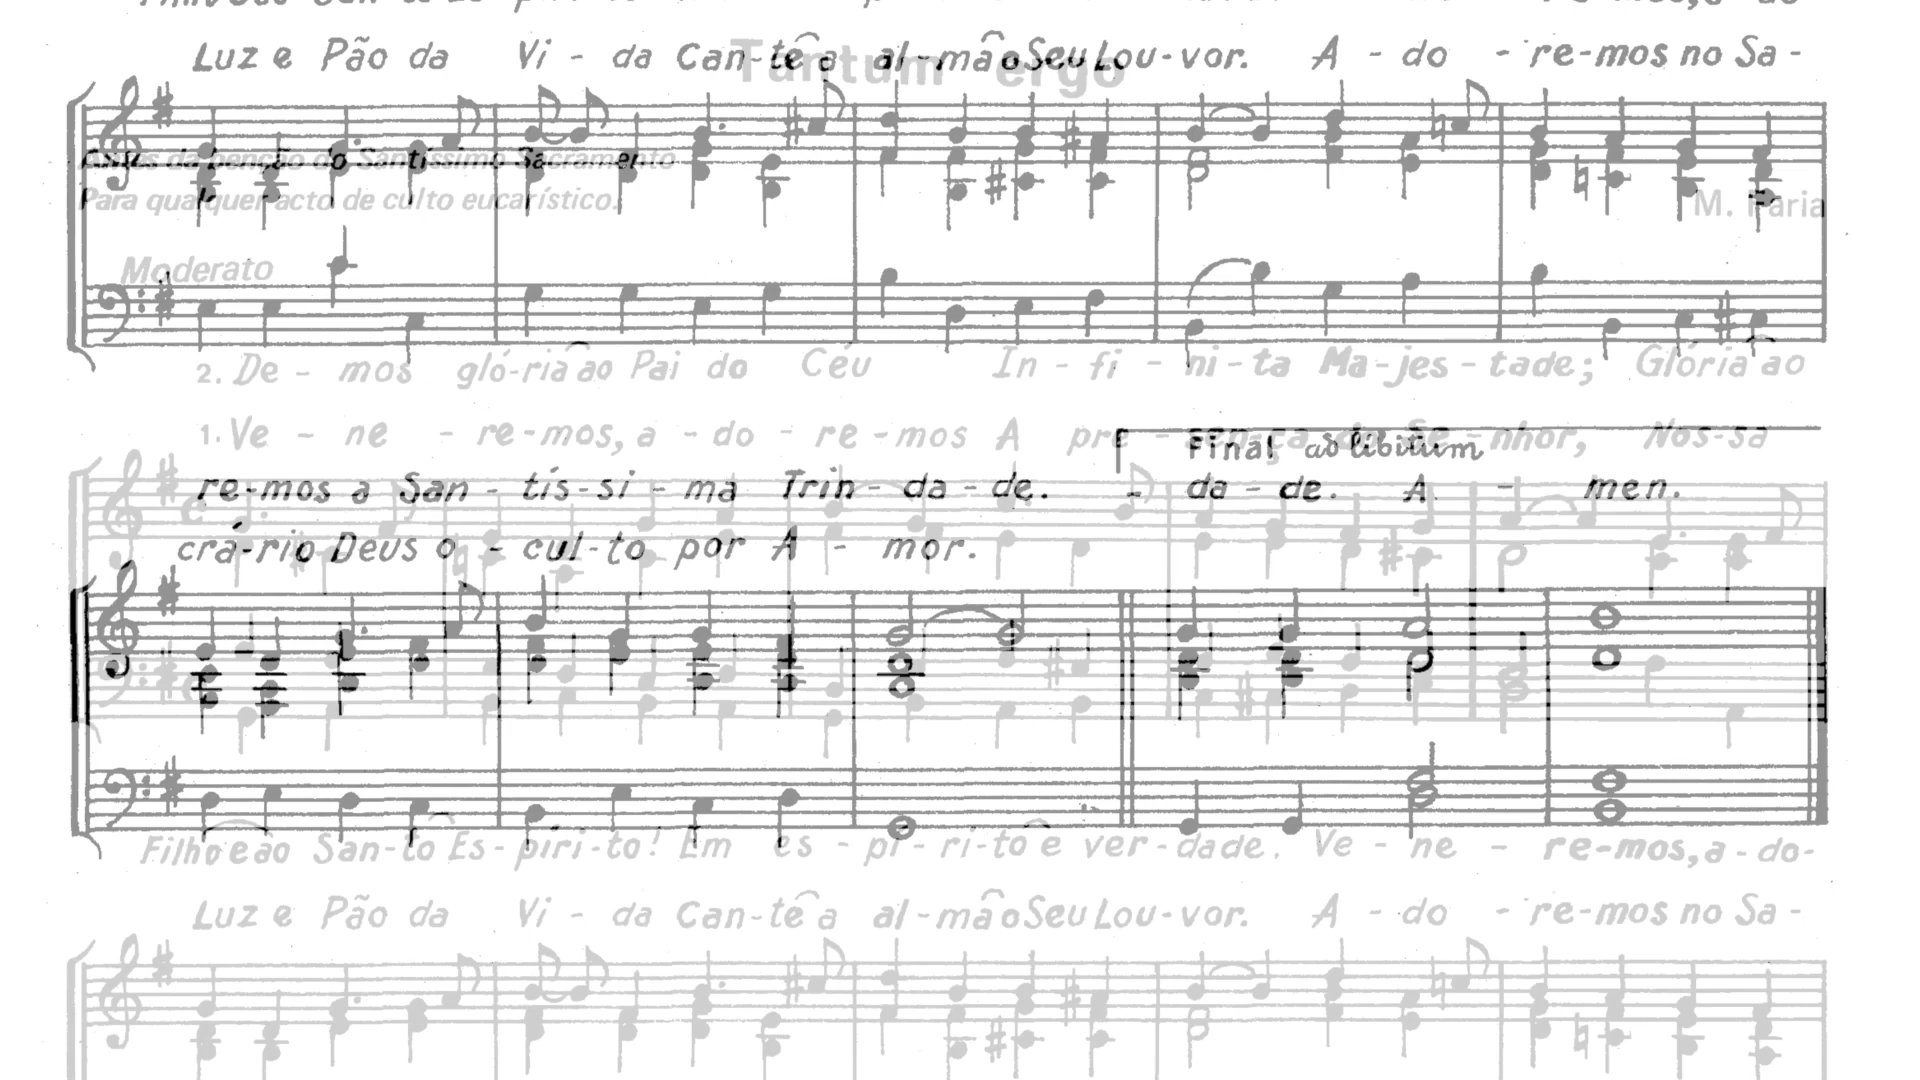 Luz e Pão da Vi - da Can-te a al-ma o Seu Lou-vor. A - do - re-mos no Sa-
Tantum ergo
Antes da benção do Santíssimo Sacramento
Para qualquer acto de culto eucarístico.
M. Faria
Moderato
2. De - mos gló-ria ao Pai do Céu In - fi - ni - ta Ma-jes - tade; Glória ao
1. Ve - ne - re-mos, a - do - re - mos A pre - sen-ça do Se - nhor, Nos-sa
Final ad libitum
re-mos a San - tís-si - ma Trin - da - de. - da - de. A - men.
crá-rio Deus o - cul-to por A - mor.
Filho e ao San-to Es - píri-to! Em es - pí - ri-to e ver-dade. Ve - ne - re-mos, a - do-
Luz e Pão da Vi - da Can-te a al-ma o Seu Lou-vor. A - do - re-mos no Sa-